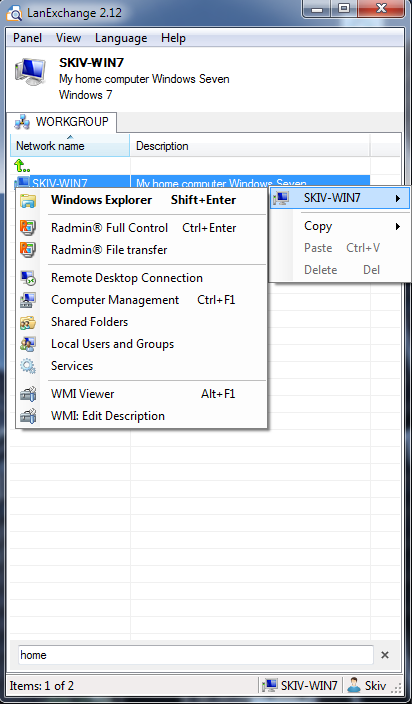 LanExchange 2.12
Panel View Language Help
SKIV-WIN7
My home computer Windows Seven
Windows 7
WORKGROUP
Network name Description
SKIV-WIN7 My home computer Windows Seven
SKIV-WIN7
Copy
Paste Ctrl+V
Delete Del
Windows Explorer Shift+Enter
Radmin® Full Control Ctrl+Enter
Radmin® File transfer
Remote Desktop Connection
Computer Management Ctrl+F1
Shared Folders
Local Users and Groups
Services
WMI Viewer Alt+F1
WMI: Edit Description
home
Items: 1 of 2 SKIV-WIN7 Skiv